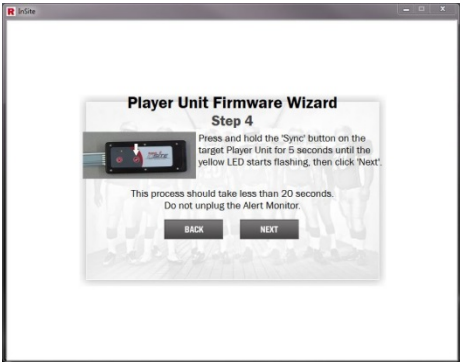 R InSite
Player Unit Firmware Wizard
Step 4
Press and hold the 'Sync' button on the
target Player Unit for 5 seconds until the
yellow LED starts flashing, then click 'Next'.
This process should take less than 20 seconds.
Do not unplug the Alert Monitor.
BACK NEXT